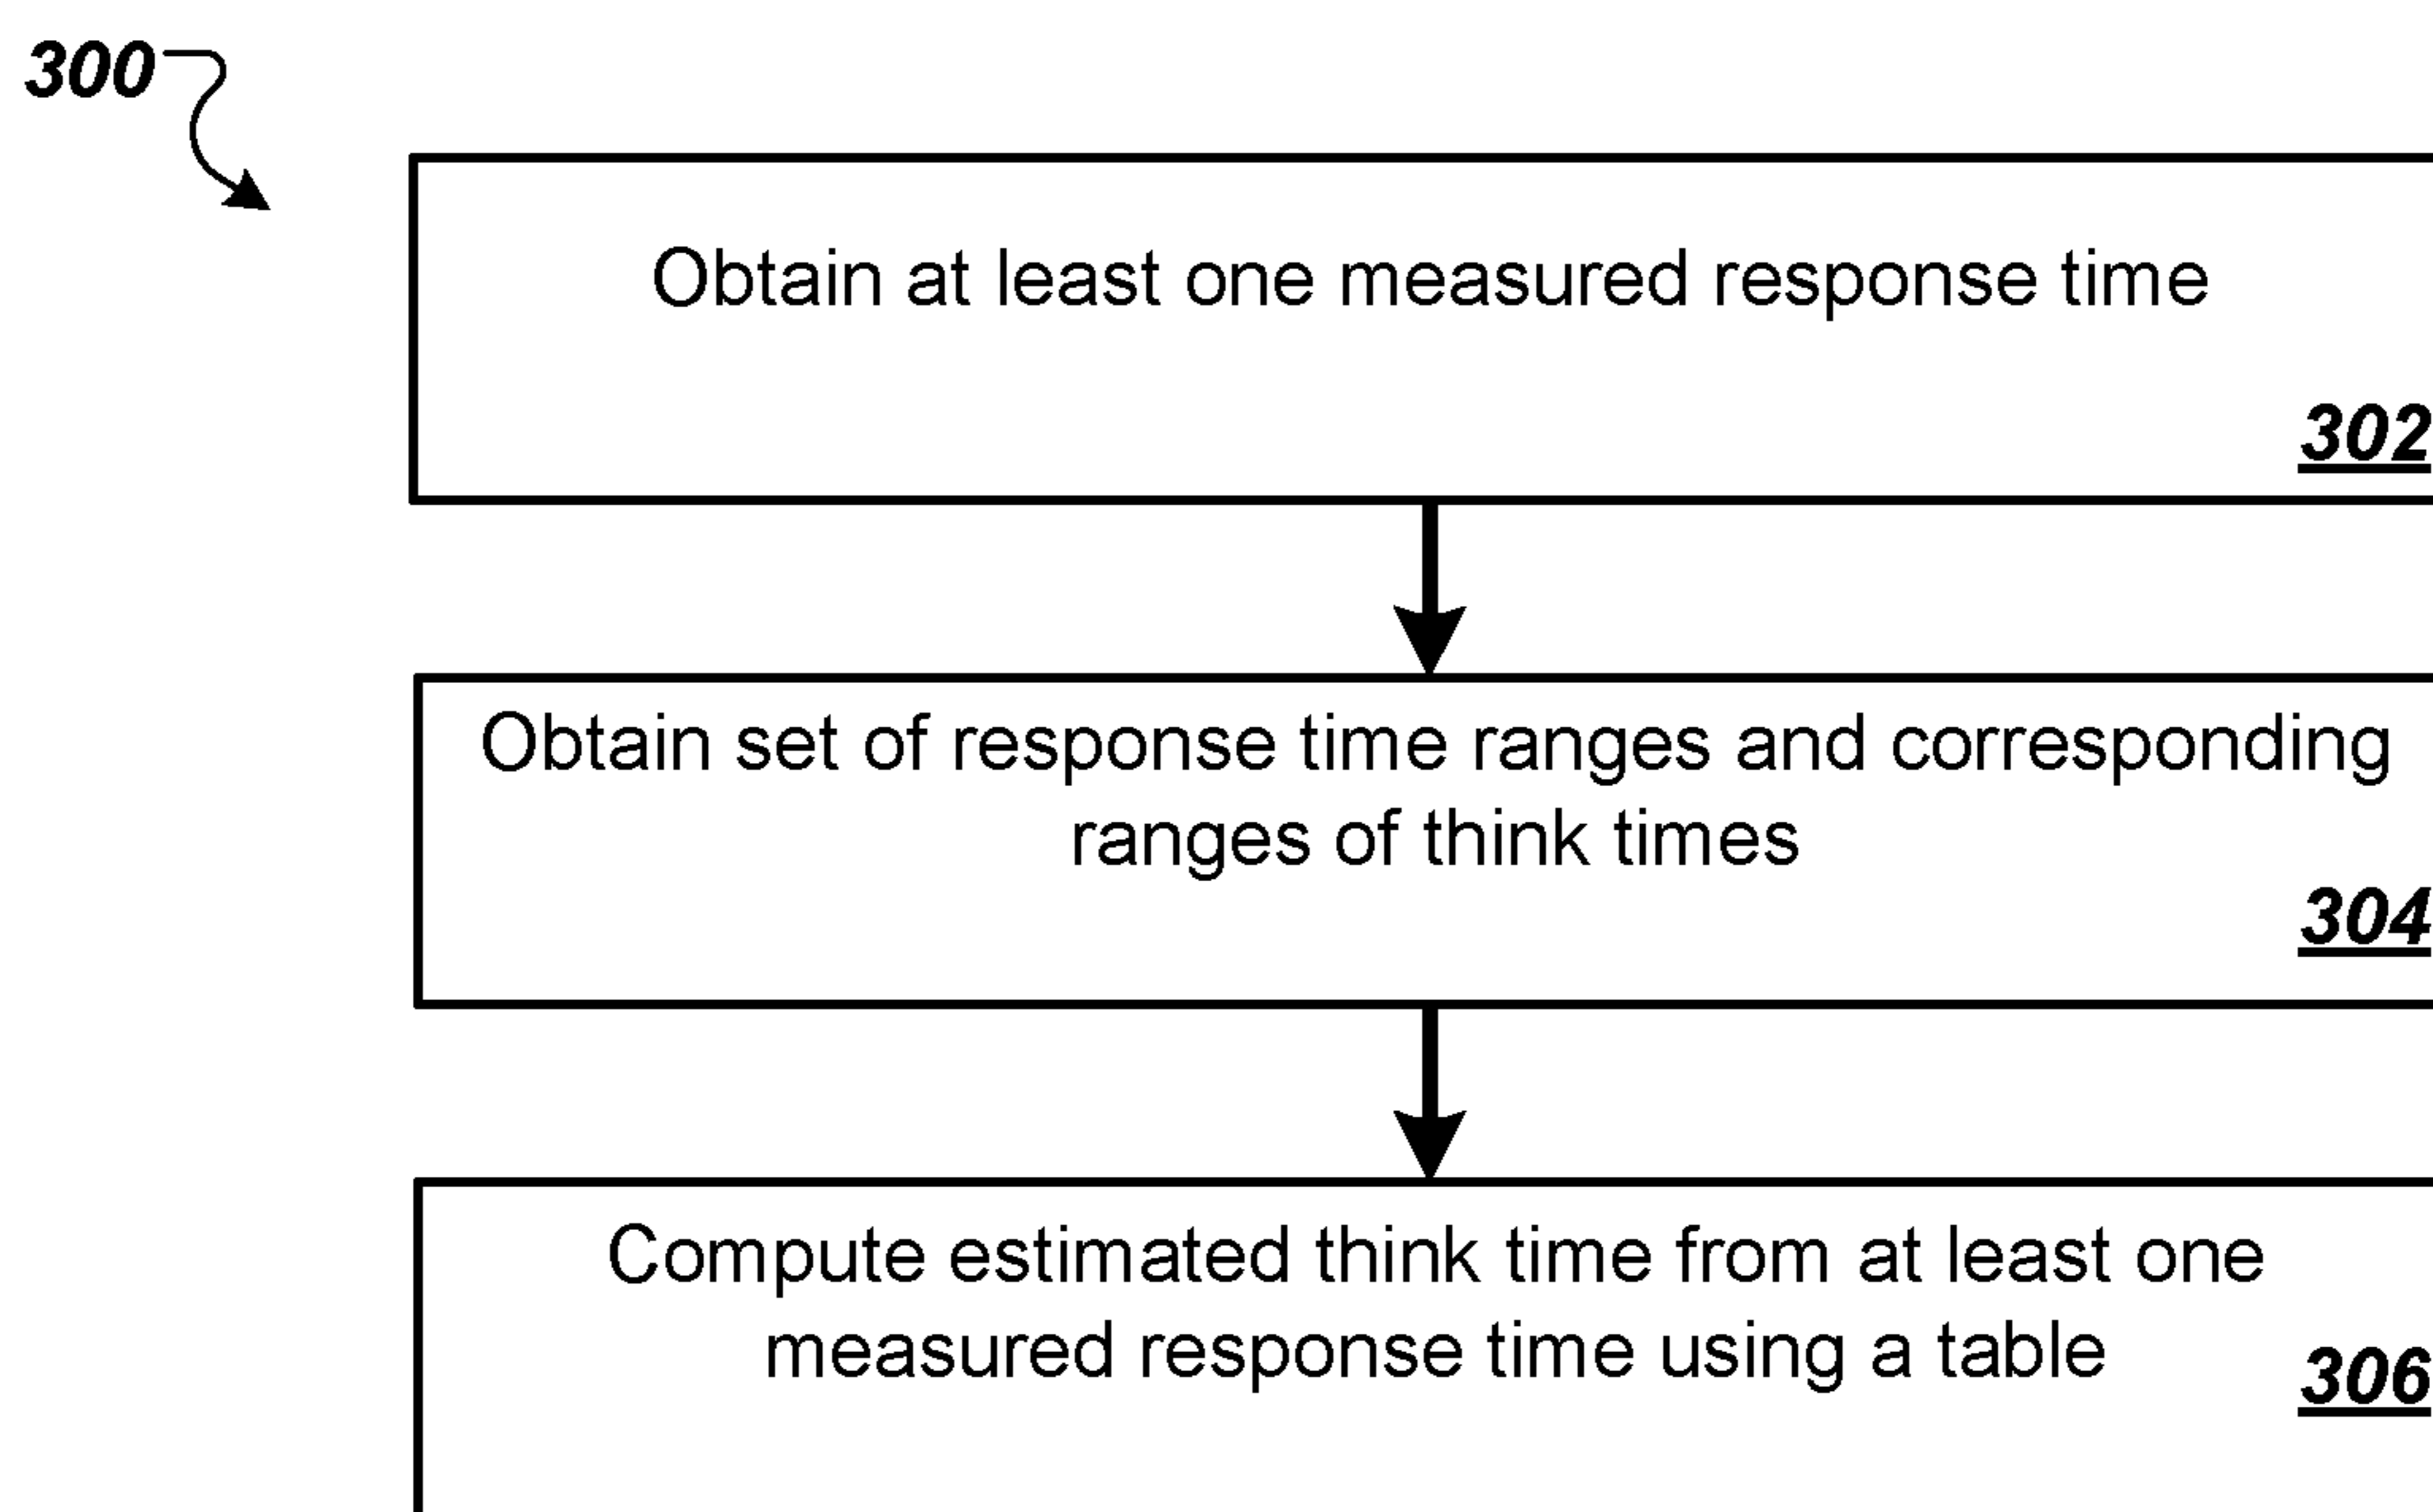 300
Obtain at least one measured response time
302
Obtain set of response time ranges and corresponding
ranges of think times
304
Compute estimated think time from at least one
measured response time using a table
306